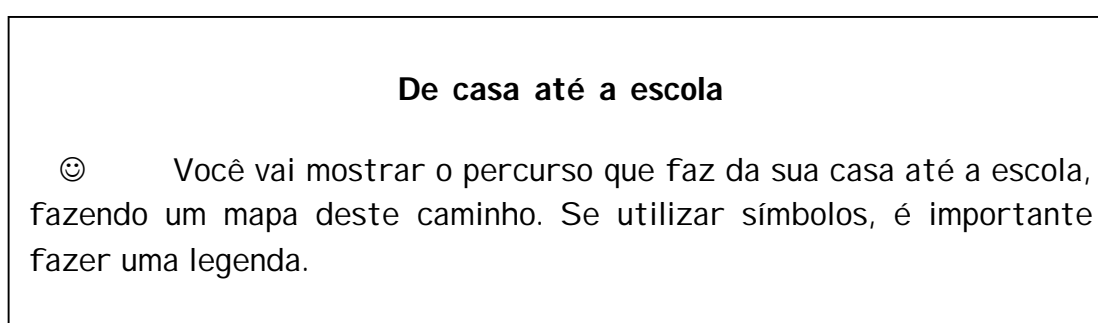 De casa até a escola
☺ Você vai mostrar o percurso que faz da sua casa até a escola,
fazendo um mapa deste caminho. Se utilizar símbolos, é importante
fazer uma legenda.